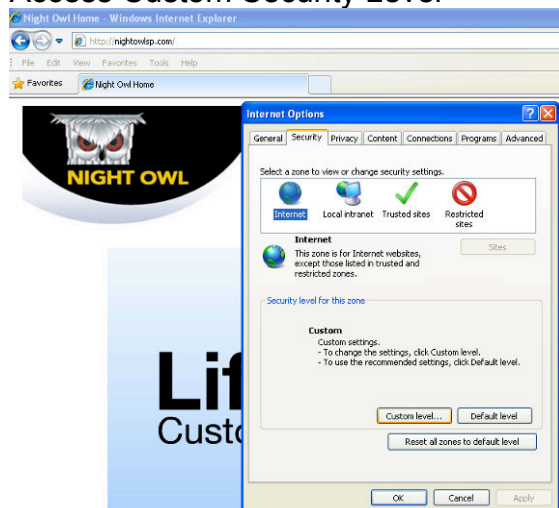 Access Custom Security Level
Night Owl Home - Windows Internet Explorer
http://nightowlsp.com/
File Edit View Favorites Tools Help
Favorites Night Owl Home
NIGHT OWL
Internet Options
General Security Privacy Content Connections Programs Advanced
Select a zone to view or change security settings.
Internet Local intranet Trusted sites Restricted
sites
Internet
Sites
This zone is for Internet websites,
except those listed in trusted and
restricted zones.
Security level for this zone
Custom
Custom settings.
- To change the settings, click Custom level.
- To use the recommended settings, click Default level.
Custom level... Default level
Reset all zones to default level
OK Cancel Apply